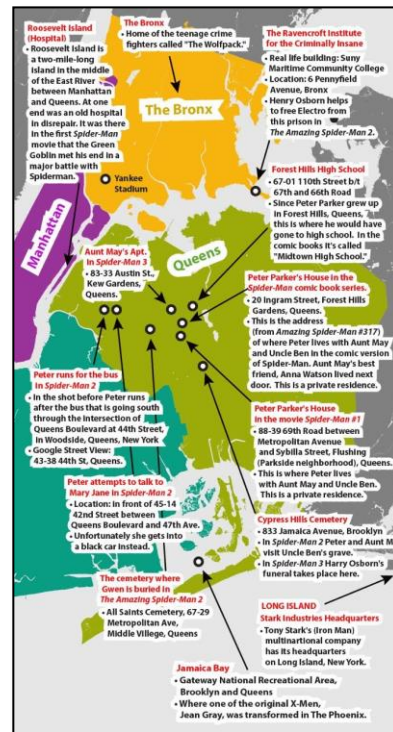 Roosevelt Island
(Hospital)
• Roosevelt Island is
a two-mile-long
island in the middle
of the East River
between Manhattan
and Queens. At one
end was an old hospital
in disrepair. It was there
in the first Spider-Man
movie that the Green
Goblin met his end in a
major battle with
Spiderman.
The Bronx
• Home of the teenage crime
fighters called "The Wolfpack."
The Ravencroft Institute
for the Criminally Insane
• Real life building: Suny
Maritime Community College
• Location: 6 Pennyfield
Avenue, Bronx
• Henry Osborn helps
to free Electro from
this prison in
The Amazing Spider-Man 2.
The Bronx
Yankee
Stadium
Manhattan
Forest Hills High School
• 67-01 110th Street b/t
67th and 66th Road
• Since Peter Parker grew up
in Forest Hills, Queens,
this is where he would have
gone to high school. In the
comic books it's called
"Midtown High School."
Queens
Aunt May's Apt.
in Spider-Man 3
• 83-33 Austin St.,
Kew Gardens,
Queens.
Peter Parker's House in the
Spider-Man comic book series.
• 20 Ingram Street, Forest Hills
Gardens, Queens.
• This is the address
(from Amazing Spider-Man #317)
of where Peter lives with Aunt May
and Uncle Ben in the comic version
of Spider-Man. Aunt May's best
friend, Anna Watson lived next
door. This is a private residence.
Peter runs for the bus
in Spider-Man 2
• In the shot before Peter runs
after the bus that is going south
through the intersection of
Queens Boulevard at 44th Street,
in Woodside, Queens, New York
• Google Street View:
43-38 44th St, Queens.
Peter Parker's House
in the movie Spider-Man #1
• 88-39 69th Road between
Metropolitan Avenue
and Sybilla Street, Flushing
(Parkside neighborhood), Queens.
• This is where Peter lives
with Aunt May and Uncle Ben.
This is a private residence.
Peter attempts to talk to
Mary Jane in Spider-Man 2
• Location: in front of 45-14
42nd Street between
Queens Boulevard and 47th Ave.
• Unfortunately she gets into
a black car instead.
Cypress Hills Cemetery
• 833 Jamaica Avenue, Brooklyn
• In Spider-Man 2 Peter and Aunt M
visit Uncle Ben's grave.
• In Spider-Man 3 Harry Osborn's
funeral takes place here.
The cemetery where
Gwen is buried in
The Amazing Spider-Man 2
• All Saints Cemetery, 67-29
Metropolitan Ave,
Middle Villege, Queens
LONG ISLAND
Stark Industries Headquarters
• Tony Stark's (Iron Man)
multinartional company
has its headquarters
on Long Island, New York.
Jamaica Bay
• Gateway National Recreational Area,
Brooklyn and Queens
• Where one of the original X-Men,
Jean Gray, was transformed in The Phoenix.